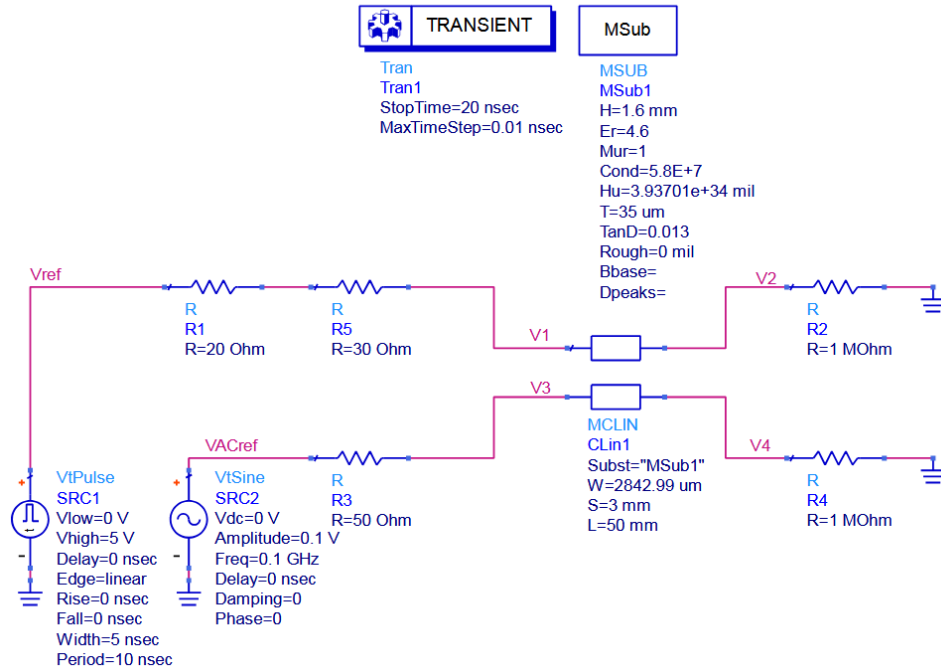 TRANSIENT
Tran
Tran1
StopTime=20 nsec
MaxTimeStep=0.01 nsec
MSub
MSUB
MSub1
H=1.6 mm
Er=4.6
Mur=1
Cond=5.8E+7
Hu=3.93701e+34 mil
T=35 um
TanD=0.013
Rough=0 mil
Bbase=
Dpeaks=
Vref
R
R1
R=20 Ohm
R
R5
R=30 Ohm
V1
V2
R
R2
R=1 MOhm
VACref
R
R3
R=50 Ohm
V3
MCLIN
CLin1
Subst="MSub1"
W=2842.99 um
S=3 mm
L=50 mm
V4
R
R4
R=1 MOhm
+
-
VtPulse
SRC1
Vlow=0 V
Vhigh=5 V
Delay=0 nsec
Edge=linear
Rise=0 nsec
Fall=0 nsec
Width=5 nsec
Period=10 nsec
+
-
VtSine
SRC2
Vdc=0 V
Amplitude=0.1 V
Freq=0.1 GHz
Delay=0 nsec
Damping=0
Phase=0